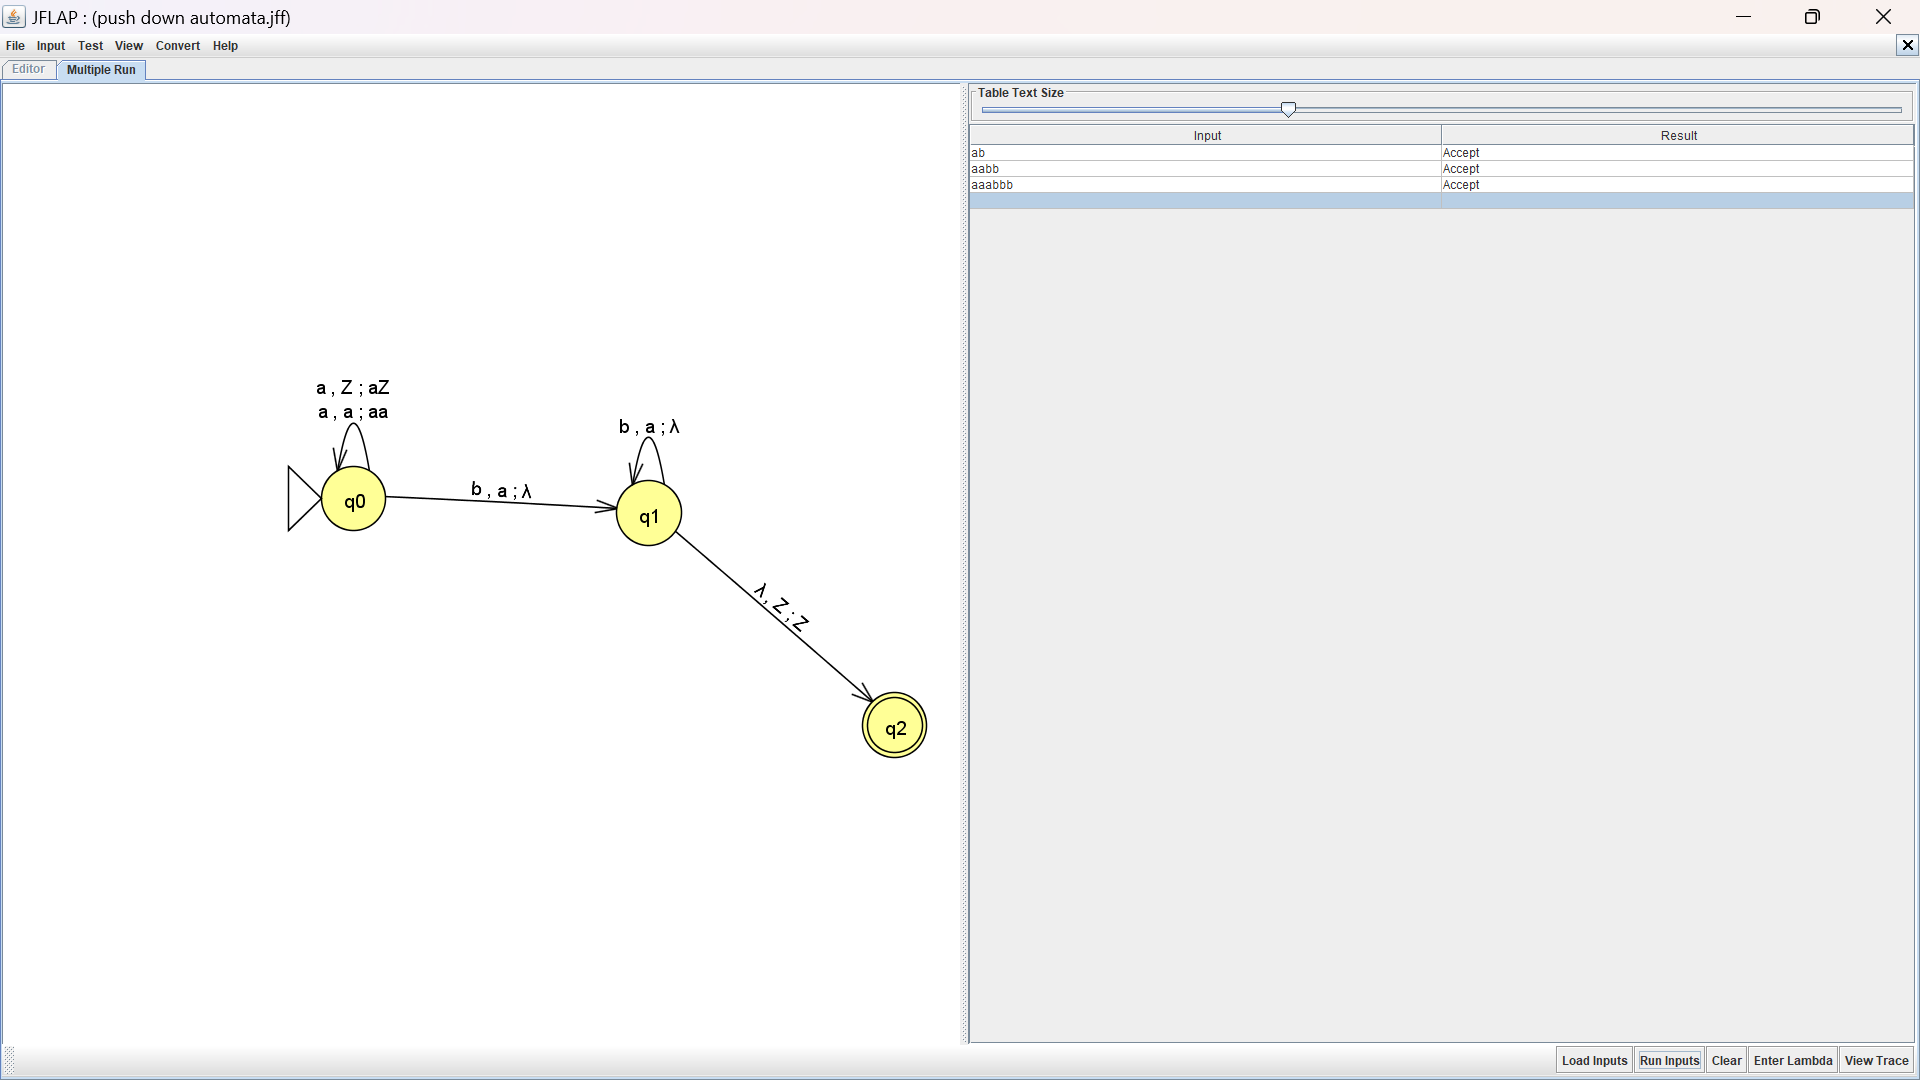 JFLAP : (push down automata.jff)
File Input Test View Convert Help
Editor Multiple Run
Table Text Size
Input Result
ab Accept
aabb Accept
aaabbb Accept
a , Z ; aZ
a , a ; aa
b , a ; λ
b , a ; λ
q0
q1
λ , Z ; Z
q2
Load Inputs Run Inputs Clear Enter Lambda View Trace